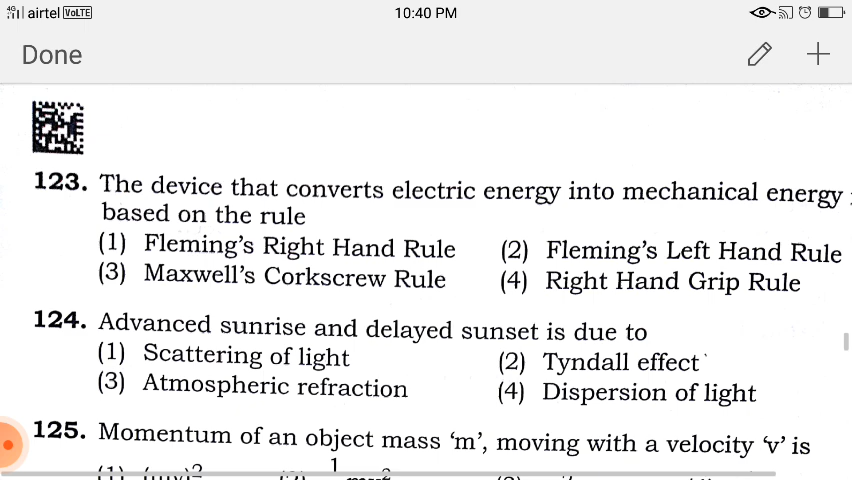 4G airtel VoLTE 10:40 PM
Done
123. The device that converts electric energy into mechanical energy
based on the rule
(1) Fleming's Right Hand Rule (2) Fleming's Left Hand Rule
(3) Maxwell's Corkscrew Rule (4) Right Hand Grip Rule
124. Advanced sunrise and delayed sunset is due to
(1) Scattering of light (2) Tyndall effect
(3) Atmospheric refraction (4) Dispersion of light
125. Momentum of an object mass 'm', moving with a velocity 'v' is